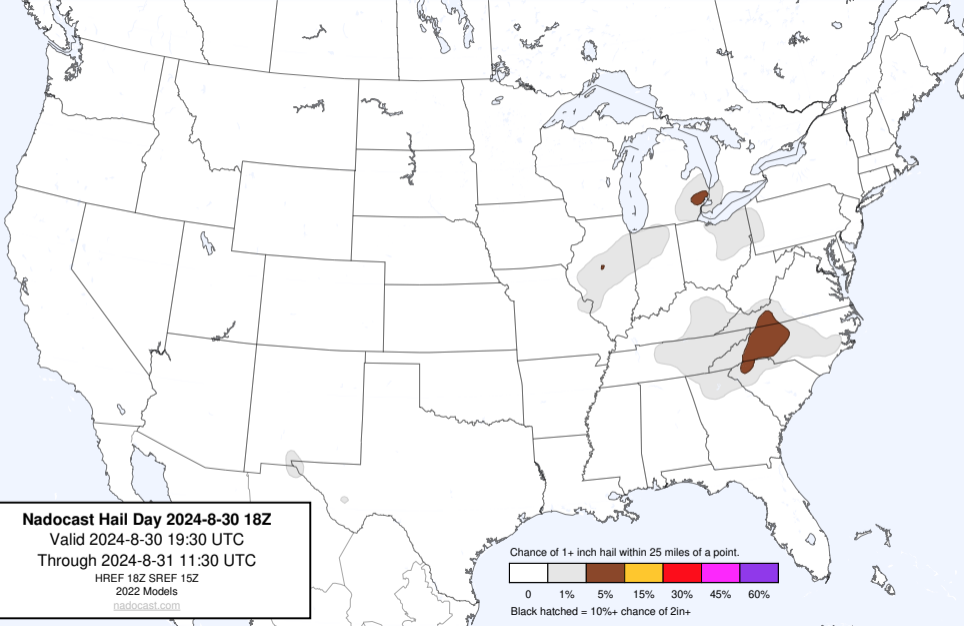 Nadocast Hail Day 2024-8-30 18Z
Valid 2024-8-30 19:30 UTC
Through 2024-8-31 11:30 UTC
HREF 18Z SREF 15Z
2022 Models
nadocast.com
Chance of 1+ inch hail within 25 miles of a point.
0 1% 5% 15% 30% 45% 60%
Black hatched = 10%+ chance of 2in+